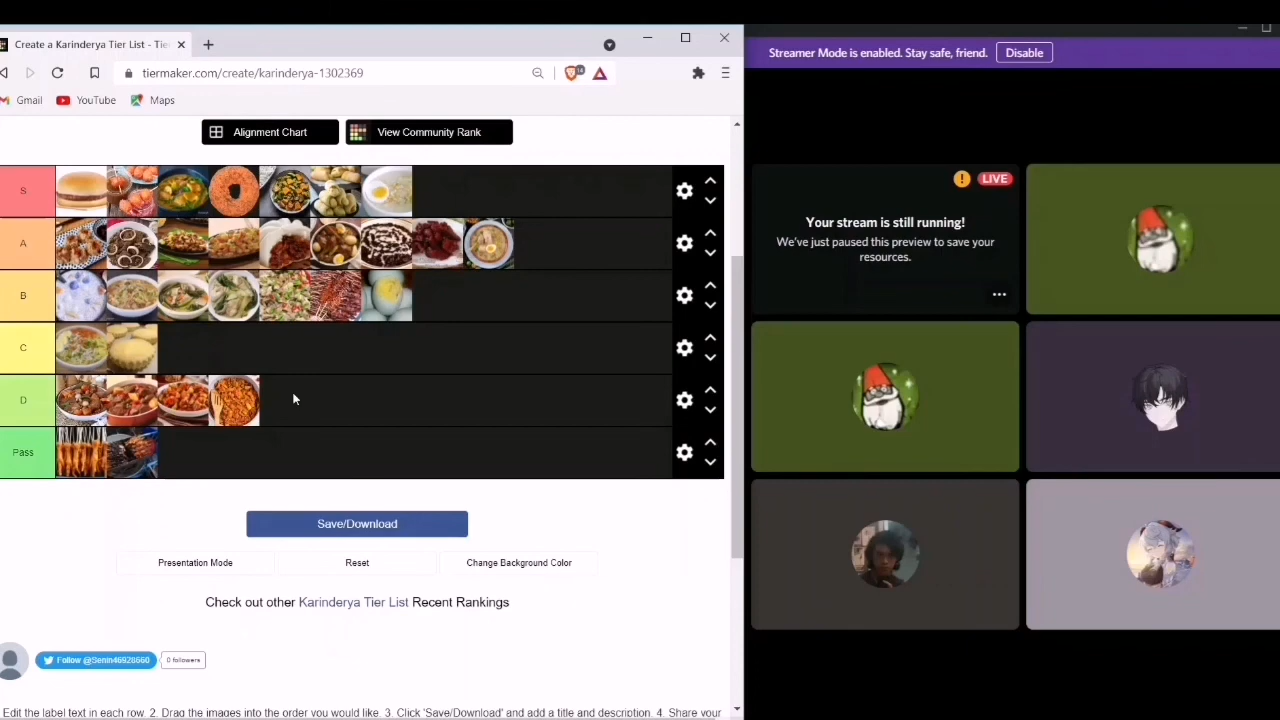 Create a Karinderya Tier List - Tie
Streamer Mode is enabled. Stay safe, friend. Disable
tiermaker.com/create/karinderya-1302369
14
Gmail YouTube Maps
Alignment Chart View Community Rank
S
A
B
C
D
Pass
LIVE
Your stream is still running!
We've just paused this preview to save your
resources.
Save/Download
Presentation Mode Reset Change Background Color
Check out other Karinderya Tier List Recent Rankings
Follow @Senin46928660 0 followers
Edit the label text in each row. 2. Drag the images into the order you would like. 3. Click 'Save/Download' and add a title and description. 4. Share your